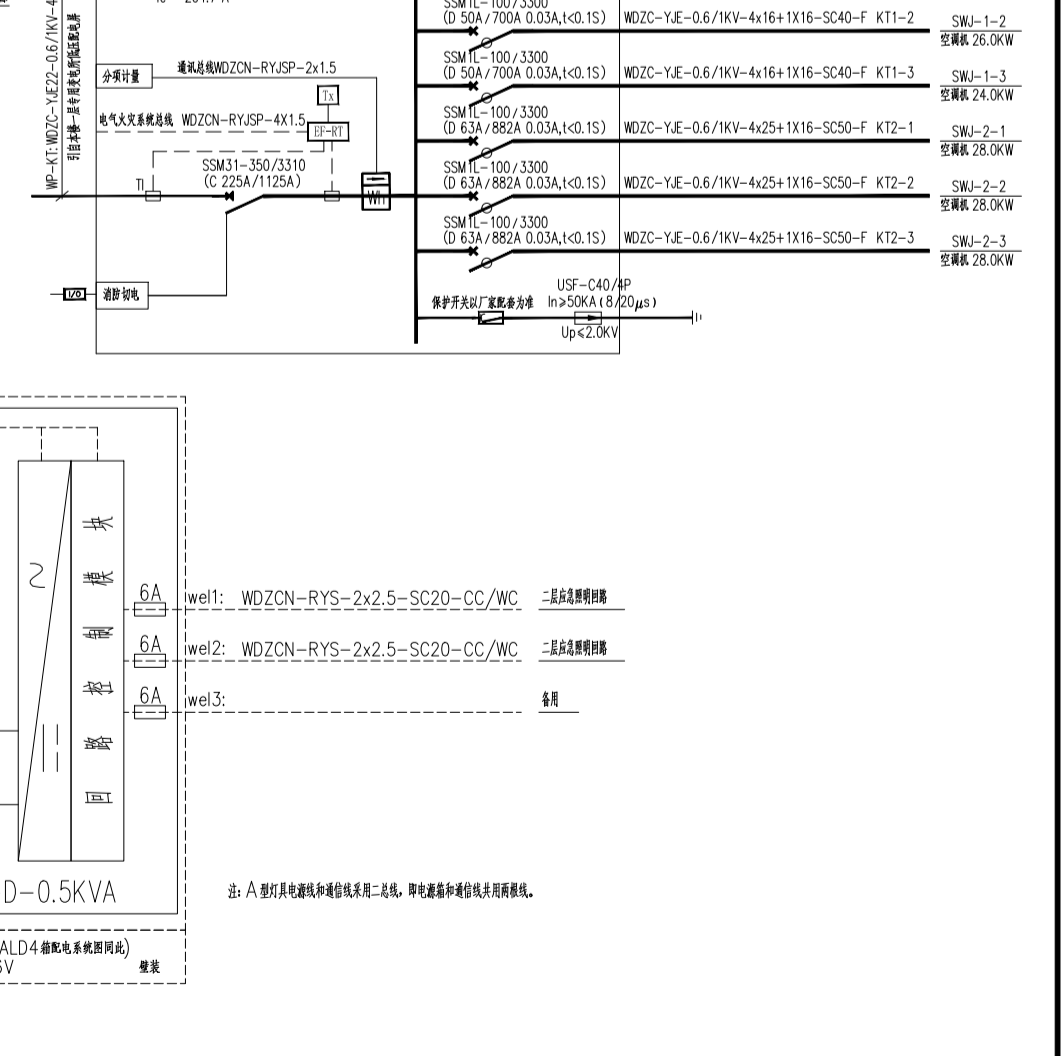 SSM1L-100/3300
(D 50A/700A 0.03A,t<0.1S) WDZC-YJE-0.6/1KV-4x16+1X16-SC40-F KT1-2
SWJ-1-2
空调机 26.0KW
SSM1L-100/3300
(D 50A/700A 0.03A,t<0.1S) WDZC-YJE-0.6/1KV-4x16+1X16-SC40-F KT1-3
SWJ-1-3
空调机 24.0KW
SSM1L-100/3300
(D 63A/882A 0.03A,t<0.1S) WDZC-YJE-0.6/1KV-4x25+1X16-SC50-F KT2-1
SWJ-2-1
空调机 28.0KW
SSM1L-100/3300
(D 63A/882A 0.03A,t<0.1S) WDZC-YJE-0.6/1KV-4x25+1X16-SC50-F KT2-2
SWJ-2-2
空调机 28.0KW
SSM1L-100/3300
(D 63A/882A 0.03A,t<0.1S) WDZC-YJE-0.6/1KV-4x25+1X16-SC50-F KT2-3
SWJ-2-3
空调机 28.0KW
WP-KT:WDZC-YJE22-0.6/1KV-4
引自本楼一层专用变电所低压配电屏
分项计量
通讯总线WDZCN-RYJSP-2x1.5
Tx
电气火灾系统总线 WDZCN-RYJSP-4X1.5
EF-RT
SSM31-350/3310
(C 225A/1125A)
TI
Wh
I/O
消防切电
USF-C40/4P
保护开关以厂家配套为准 In≥50KA(8/20μs)
Up≤2.0KV
回路控制模块
6A wel1: WDZCN-RYS-2x2.5-SC20-CC/WC 二层应急照明回路
6A wel2: WDZCN-RYS-2x2.5-SC20-CC/WC 二层应急照明回路
6A wel3: 备用
D-0.5KVA
注: A型灯具电源线和通信线采用二总线，即电源箱和通信线共用两根线。
ALD4箱配电系统图同此)
壁装